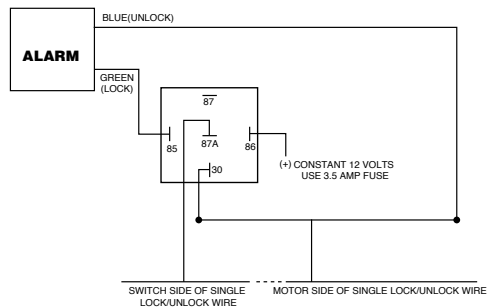 BLUE(UNLOCK)
ALARM
GREEN
(LOCK)
87
85
87A
86
30
(+) CONSTANT 12 VOLTS
USE 3.5 AMP FUSE
SWITCH SIDE OF SINGLE
LOCK/UNLOCK WIRE
MOTOR SIDE OF SINGLE LOCK/UNLOCK WIRE